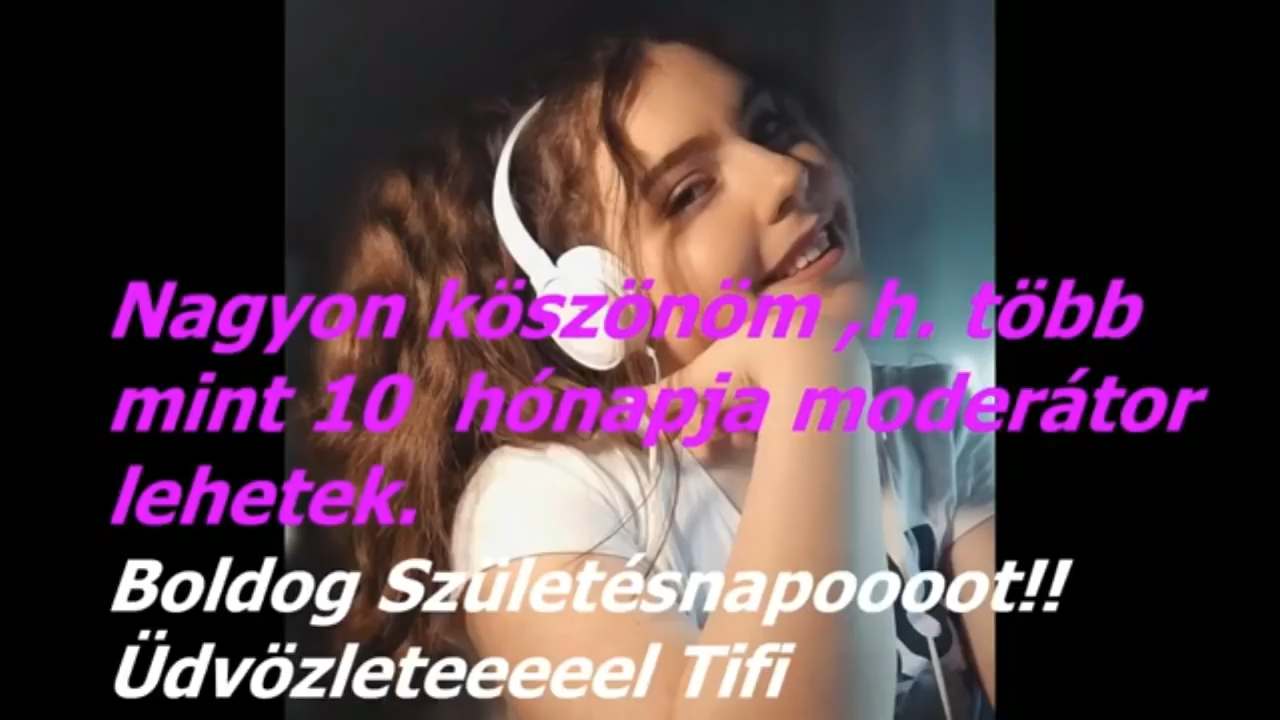 Nagyon köszönöm ,h. több
mint 10 hónapja moderátor
lehetek.
Boldog Születésnapoooot!!
Üdvözleteeeeel Tifi